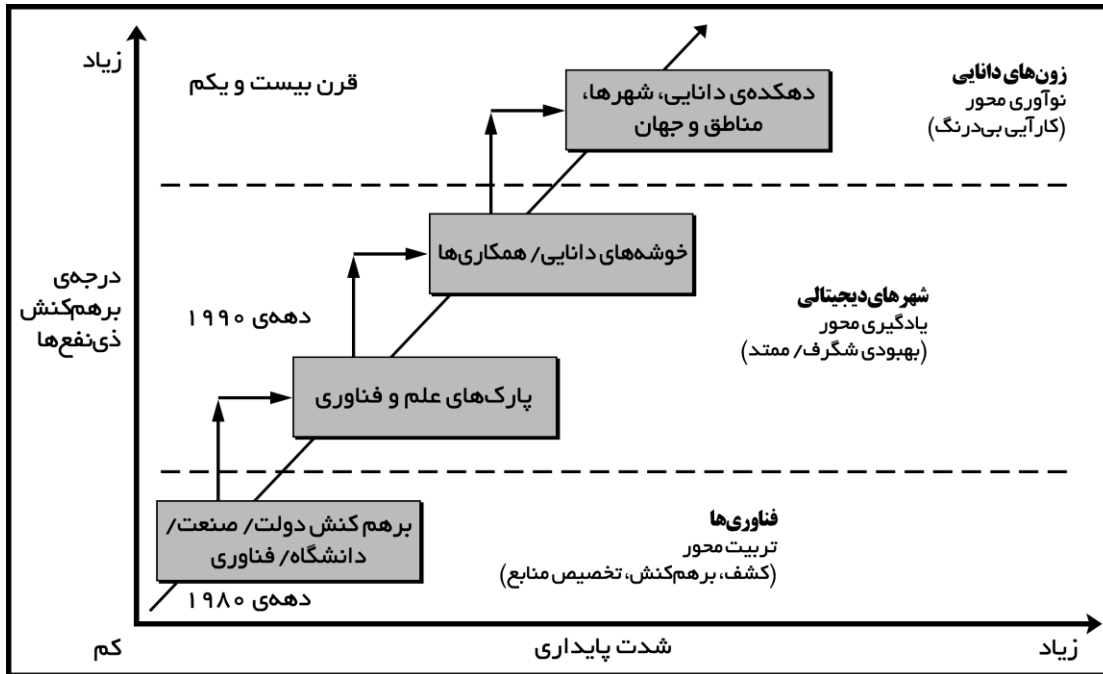 زیاد
قرن بیست و یکم
دهکده‌ی دانایی، شهرها،
مناطق و جهان
زون‌های دانایی
نوآوری محور
(کارآیی بی‌درنگ)
خوشه‌های دانایی/ همکاری‌ها
درجه‌ی
برهم‌کنش
ذی‌نفع‌ها
دهه‌ی ۱۹۹۰
شهرهای دیجیتالی
یادگیری محور
(بهبودی شگرف/ ممتد)
پارک‌های علم و فناوری
برهم کنش دولت/ صنعت/
دانشگاه/ فناوری
فناوری‌ها
تربیت محور
(کشف، برهم‌کنش، تخصیص منابع)
دهه‌ی ۱۹۸۰
کم
شدت پایداری
زیاد